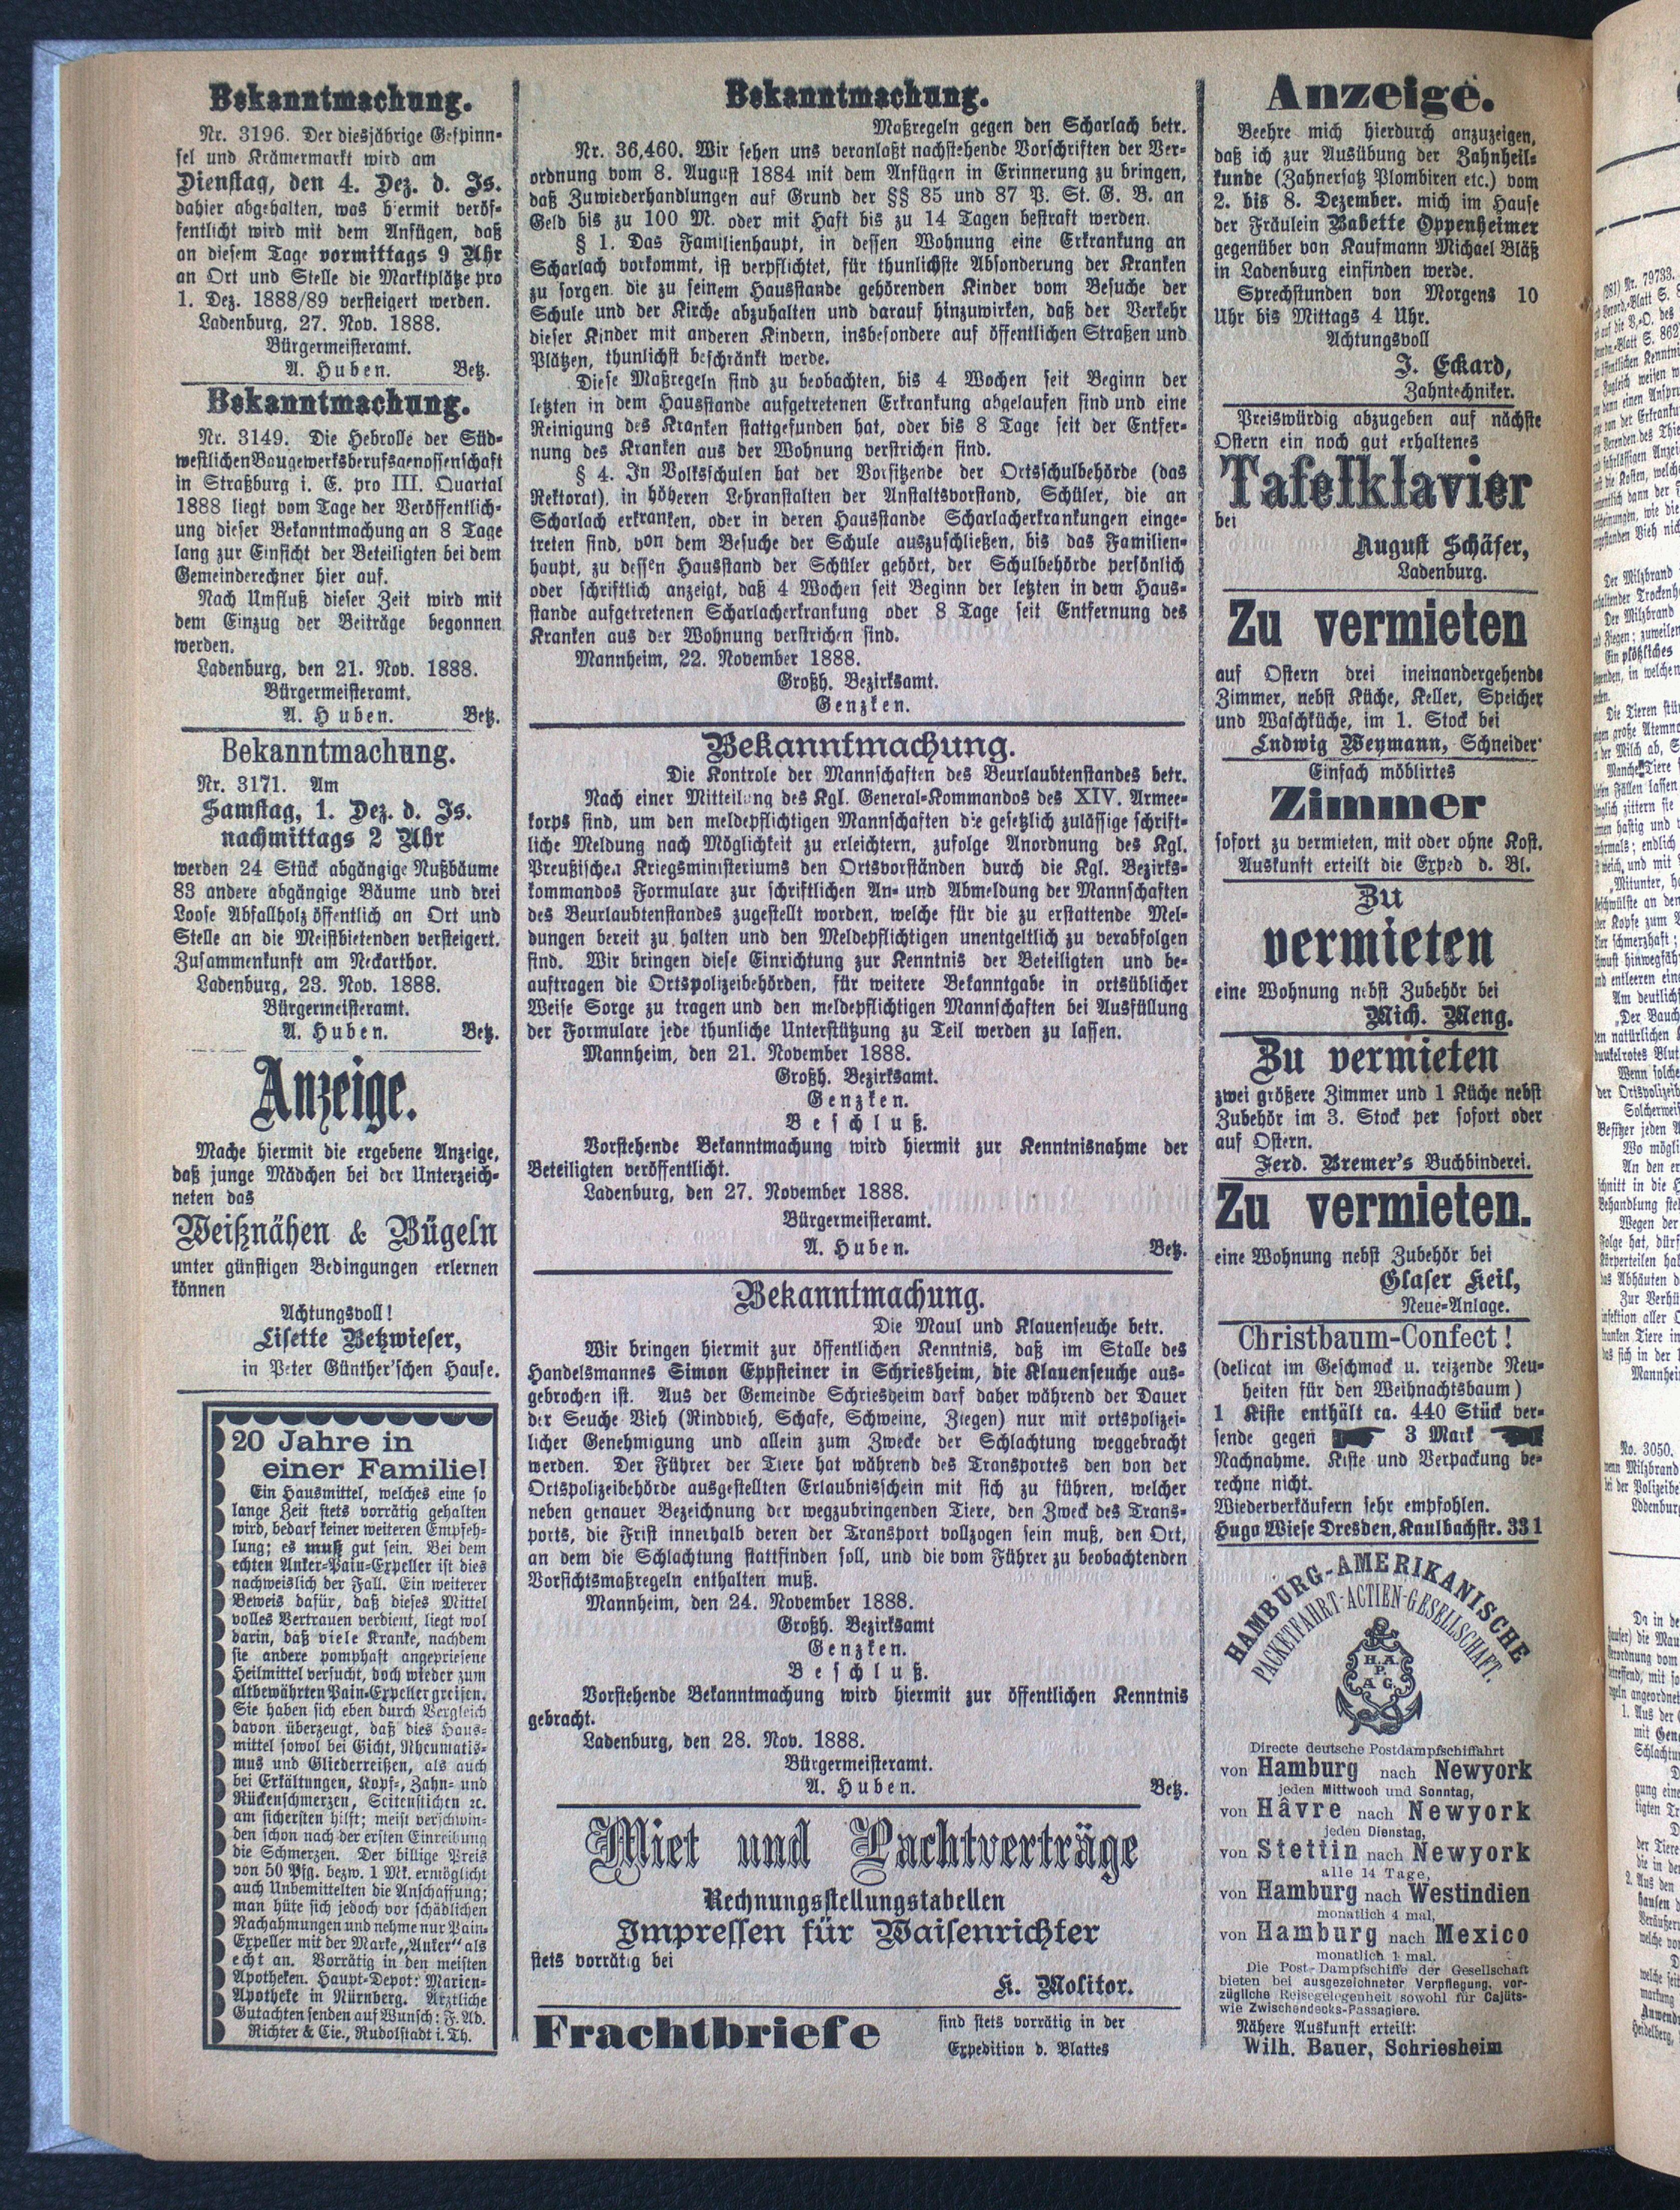 Bekanntmachung.
Nr. 3196. Der diesjährige Gespinn-
sel und Krämermarkt wird am
Dienstag, den 4. Dez. d. Js.
dahier abgehalten, was hiermit veröf-
fentlicht wird mit dem Anfügen, daß
an diesem Tage vormittags 9 Uhr
an Ort und Stelle die Marktplätze pro
1. Dez. 1888/89 versteigert werden.
Ladenburg, 27. Nov. 1888.
Bürgermeisteramt.
A. Huben. Betz.
Bekanntmachung.
Nr. 3149. Die Hebrolle der Süd-
westlichen Baugewerksberufsgenossenschaft
in Straßburg i. E. pro III. Quartal
1888 liegt vom Tage der Veröffentlich-
ung dieser Bekanntmachung an 8 Tage
lang zur Einsicht der Beteiligten bei dem
Gemeinderechner hier auf.
Nach Umfluß dieser Zeit wird mit
dem Einzug der Beiträge begonnen
werden.
Ladenburg, den 21. Nov. 1888.
Bürgermeisteramt.
A. Huben. Betz.
Bekanntmachung.
Nr. 3171. Am
Samstag, 1. Dez. d. Js.
nachmittags 2 Uhr
werden 24 Stück abgängige Nußbäume
83 andere abgängige Bäume und drei
Loose Abfallholz öffentlich an Ort und
Stelle an die Meistbietenden versteigert.
Zusammenkunft am Neckarthor.
Ladenburg, 23. Nov. 1888.
Bürgermeisteramt.
A. Huben. Betz.
Anzeige.
Mache hiermit die ergebene Anzeige,
daß junge Mädchen bei der Unterzeich-
neten das
Weißnähen & Bügeln
unter günstigen Bedingungen erlernen
können
Achtungsvoll!
Lisette Betzwieser,
in Peter Günther'schen Hause.
20 Jahre in
einer Familie!
Ein Hausmittel, welches eine so
lange Zeit stets vorrätig gehalten
wird, bedarf keiner weiteren Empfeh-
lung; es muß gut sein. Bei dem
echten Anker-Pain-Expeller ist dies
nachweislich der Fall. Ein weiterer
Beweis dafür, daß dieses Mittel
volles Vertrauen verdient, liegt wol
darin, daß viele Kranke, nachdem
sie andere pomphaft angepriesene
Heilmittel versucht, doch wieder zum
altbewährten Pain-Expeller greifen.
Sie haben sich eben durch Vergleich
davon überzeugt, daß dies Haus-
mittel sowol bei Gicht, Rheumatis-
mus und Gliederreißen, als auch
bei Erkältungen, Kopf-, Zahn- und
Rückenschmerzen, Seitenstichen ꝛc.
am sichersten hilft; meist verschwin-
den schon nach der ersten Einreibung
die Schmerzen. Der billige Preis
von 50 Pfg. bezw. 1 Mk. ermöglicht
auch Unbemittelten die Anschaffung;
man hüte sich jedoch vor schädlichen
Nachahmungen und nehme nur Pain-
Expeller mit der Marke „Anker“ als
echt an. Vorrätig in den meisten
Apotheken. Haupt-Depot: Marien-
Apotheke in Nürnberg. Ärztliche
Gutachten senden auf Wunsch: F. Ad.
Richter & Cie., Rudolstadt i. Th.
Bekanntmachung.
Maßregeln gegen den Scharlach betr.
Nr. 36,460. Wir sehen uns veranlaßt nachstehende Vorschriften der Ver-
ordnung vom 8. August 1884 mit dem Anfügen in Erinnerung zu bringen,
daß Zuwiederhandlungen auf Grund der §§ 85 und 87 P. St. G. B. an
Geld bis zu 100 M. oder mit Haft bis zu 14 Tagen bestraft werden.
§ 1. Das Familienhaupt, in dessen Wohnung eine Erkrankung an
Scharlach vorkommt, ist verpflichtet, für thunlichste Absonderung der Kranken
zu sorgen die zu seinem Hausstande gehörenden Kinder vom Besuche der
Schule und der Kirche abzuhalten und darauf hinzuwirken, daß der Verkehr
dieser Kinder mit anderen Kindern, insbesondere auf öffentlichen Straßen und
Plätzen, thunlichst beschränkt werde.
Diese Maßregeln sind zu beobachten, bis 4 Wochen seit Beginn der
letzten in dem Hausstande aufgetretenen Erkrankung abgelaufen sind und eine
Reinigung des Kranken stattgefunden hat, oder bis 8 Tage seit der Entfer-
nung des Kranken aus der Wohnung verstrichen sind.
§ 4. In Volksschulen hat der Vorsitzende der Ortsschulbehörde (das
Rektorat), in höheren Lehranstalten der Anstaltsvorstand, Schüler, die an
Scharlach erkranken, oder in deren Hausstande Scharlacherkrankungen einge-
treten sind, von dem Besuche der Schule auszuschließen, bis das Familien-
haupt, zu dessen Hausstand der Schüler gehört, der Schulbehörde persönlich
oder schriftlich anzeigt, daß 4 Wochen seit Beginn der letzten in dem Haus-
stande aufgetretenen Scharlacherkrankung oder 8 Tage seit Entfernung des
Kranken aus der Wohnung verstrichen sind.
Mannheim, 22. November 1888.
Großh. Bezirksamt.
Genzken.
Bekanntmachung.
Die Kontrole der Mannschaften des Beurlaubtenstandes betr.
Nach einer Mitteilung des Kgl. General-Kommandos des XIV. Armee-
korps sind, um den meldepflichtigen Mannschaften die gesetzlich zulässige schrift-
liche Meldung nach Möglichkeit zu erleichtern, zufolge Anordnung des Kgl.
Preußischen Kriegsministeriums den Ortsvorständen durch die Kgl. Bezirks-
kommandos Formulare zur schriftlichen An- und Abmeldung der Mannschaften
des Beurlaubtenstandes zugestellt worden, welche für die zu erstattende Mel-
dungen bereit zu halten und den Meldepflichtigen unentgeltlich zu verabfolgen
sind. Wir bringen diese Einrichtung zur Kenntnis der Beteiligten und be-
auftragen die Ortspolizeibehörden, für weitere Bekanntgabe in ortsüblicher
Weise Sorge zu tragen und den meldepflichtigen Mannschaften bei Ausfüllung
der Formulare jede thunliche Unterstützung zu Teil werden zu lassen.
Mannheim, den 21. November 1888.
Großh. Bezirksamt.
Genzken.
Beschluß.
Vorstehende Bekanntmachung wird hiermit zur Kenntnisnahme der
Beteiligten veröffentlicht.
Ladenburg, den 27. November 1888.
Bürgermeisteramt.
A. Huben. Betz.
Bekanntmachung.
Die Maul und Klauenseuche betr.
Wir bringen hiermit zur öffentlichen Kenntnis, daß im Stalle des
Handelsmannes Simon Eppsteiner in Schriesheim, die Klauenseuche aus-
gebrochen ist. Aus der Gemeinde Schriesheim darf daher während der Dauer
der Seuche Vieh (Rindvieh, Schafe, Schweine, Ziegen) nur mit ortspolizei-
licher Genehmigung und allein zum Zwecke der Schlachtung weggebracht
werden. Der Führer der Tiere hat während des Transportes den von der
Ortspolizeibehörde ausgestellten Erlaubnisschein mit sich zu führen, welcher
neben genauer Bezeichnung der wegzubringenden Tiere, den Zweck des Trans-
ports, die Frist innerhalb deren der Transport vollzogen sein muß, den Ort,
an dem die Schlachtung stattfinden soll, und die vom Führer zu beobachtenden
Vorsichtsmaßregeln enthalten muß.
Mannheim, den 24. November 1888.
Großh. Bezirksamt
Genzken.
Beschluß.
Vorstehende Bekanntmachung wird hiermit zur öffentlichen Kenntnis
gebracht.
Ladenburg, den 28. Nov. 1888.
Bürgermeisteramt.
A. Huben. Betz.
Miet und Pachtverträge
Rechnungsstellungstabellen
Impressen für Waisenrichter
stets vorrätig bei
K. Molitor.
Frachtbriefe sind stets vorrätig in der
Expedition d. Blattes
Anzeige.
Beehre mich hierdurch anzuzeigen,
daß ich zur Ausübung der Zahnheil-
kunde (Zahnersatz Plombiren etc.) vom
2. bis 8. Dezember. mich im Hause
der Fräulein Babette Oppenheimer
gegenüber von Kaufmann Michael Bläß
in Ladenburg einfinden werde.
Sprechstunden von Morgens 10
Uhr bis Mittags 4 Uhr.
Achtungsvoll
J. Eckard,
Zahntechniker.
Preiswürdig abzugeben auf nächste
Ostern ein noch gut erhaltenes
Tafelklavier
bei
August Schäfer,
Ladenburg.
Zu vermieten
auf Ostern drei ineinandergehende
Zimmer, nebst Küche, Keller, Speicher
und Waschküche, im 1. Stock bei
Ludwig Weymann, Schneider
Einfach möblirtes
Zimmer
sofort zu vermieten, mit oder ohne Kost.
Auskunft erteilt die Exped d. Bl.
Zu
vermieten
eine Wohnung nebst Zubehör bei
Mich. Meng.
Zu vermieten
zwei größere Zimmer und 1 Küche nebst
Zubehör im 3. Stock per sofort oder
auf Ostern.
Ferd. Bremer's Buchbinderei.
Zu vermieten.
eine Wohnung nebst Zubehör bei
Glaser Keil,
Neue-Anlage.
Christbaum-Confect!
(delicat im Geschmack u. reizende Neu-
heiten für den Weihnachtsbaum)
1 Kiste enthält ca. 440 Stück ver-
sende gegen 3 Mark
Nachnahme. Kiste und Verpackung be-
rechne nicht.
Wiederverkäufern sehr empfohlen.
Hugo Wiese Dresden, Kaulbachstr. 33 1
HAMBURG-AMERIKANISCHE
PACKETFAHRT-ACTIEN-GESELLSCHAFT.
H. A.
P.
A G.
Directe deutsche Postdampfschiffahrt
von Hamburg nach Newyork
jeden Mittwoch und Sonntag,
von Hâvre nach Newyork
jeden Dienstag,
von Stettin nach Newyork
alle 14 Tage,
von Hamburg nach Westindien
monatlich 4 mal,
von Hamburg nach Mexico
monatlich 1 mal.
Die Post-Dampfschiffe der Gesellschaft
bieten bei ausgezeichneter Verpflegung, vor-
zügliche Reisegelegenheit sowohl für Cajüts-
wie Zwischendecks-Passagiere.
Nähere Auskunft erteilt:
Wilh. Bauer, Schriesheim